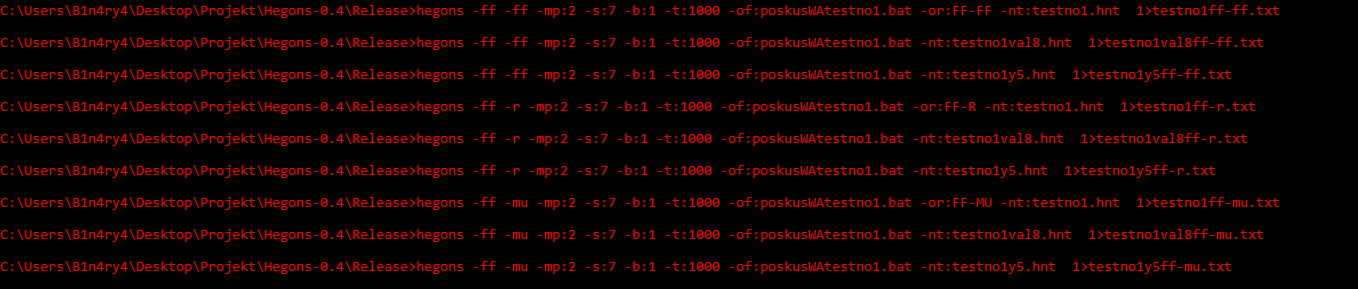 C:\Users\B1n4ry4\Desktop\Projekt\Hegons-0.4\Release>hegons -ff -ff -mp:2 -s:7 -b:1 -t:1000 -of:poskusWAtestno1.bat -or:FF-FF -nt:testno1.hnt  1>testno1ff-ff.txt
C:\Users\B1n4ry4\Desktop\Projekt\Hegons-0.4\Release>hegons -ff -ff -mp:2 -s:7 -b:1 -t:1000 -of:poskusWAtestno1.bat -nt:testno1val8.hnt  1>testno1val8ff-ff.txt
C:\Users\B1n4ry4\Desktop\Projekt\Hegons-0.4\Release>hegons -ff -ff -mp:2 -s:7 -b:1 -t:1000 -of:poskusWAtestno1.bat -nt:testno1y5.hnt  1>testno1y5ff-ff.txt
C:\Users\B1n4ry4\Desktop\Projekt\Hegons-0.4\Release>hegons -ff -r -mp:2 -s:7 -b:1 -t:1000 -of:poskusWAtestno1.bat -or:FF-R -nt:testno1.hnt  1>testno1ff-r.txt
C:\Users\B1n4ry4\Desktop\Projekt\Hegons-0.4\Release>hegons -ff -r -mp:2 -s:7 -b:1 -t:1000 -of:poskusWAtestno1.bat -nt:testno1val8.hnt  1>testno1val8ff-r.txt
C:\Users\B1n4ry4\Desktop\Projekt\Hegons-0.4\Release>hegons -ff -r -mp:2 -s:7 -b:1 -t:1000 -of:poskusWAtestno1.bat -nt:testno1y5.hnt  1>testno1y5ff-r.txt
C:\Users\B1n4ry4\Desktop\Projekt\Hegons-0.4\Release>hegons -ff -mu -mp:2 -s:7 -b:1 -t:1000 -of:poskusWAtestno1.bat -or:FF-MU -nt:testno1.hnt  1>testno1ff-mu.txt
C:\Users\B1n4ry4\Desktop\Projekt\Hegons-0.4\Release>hegons -ff -mu -mp:2 -s:7 -b:1 -t:1000 -of:poskusWAtestno1.bat -nt:testno1val8.hnt  1>testno1val8ff-mu.txt
C:\Users\B1n4ry4\Desktop\Projekt\Hegons-0.4\Release>hegons -ff -mu -mp:2 -s:7 -b:1 -t:1000 -of:poskusWAtestno1.bat -nt:testno1y5.hnt  1>testno1y5ff-mu.txt